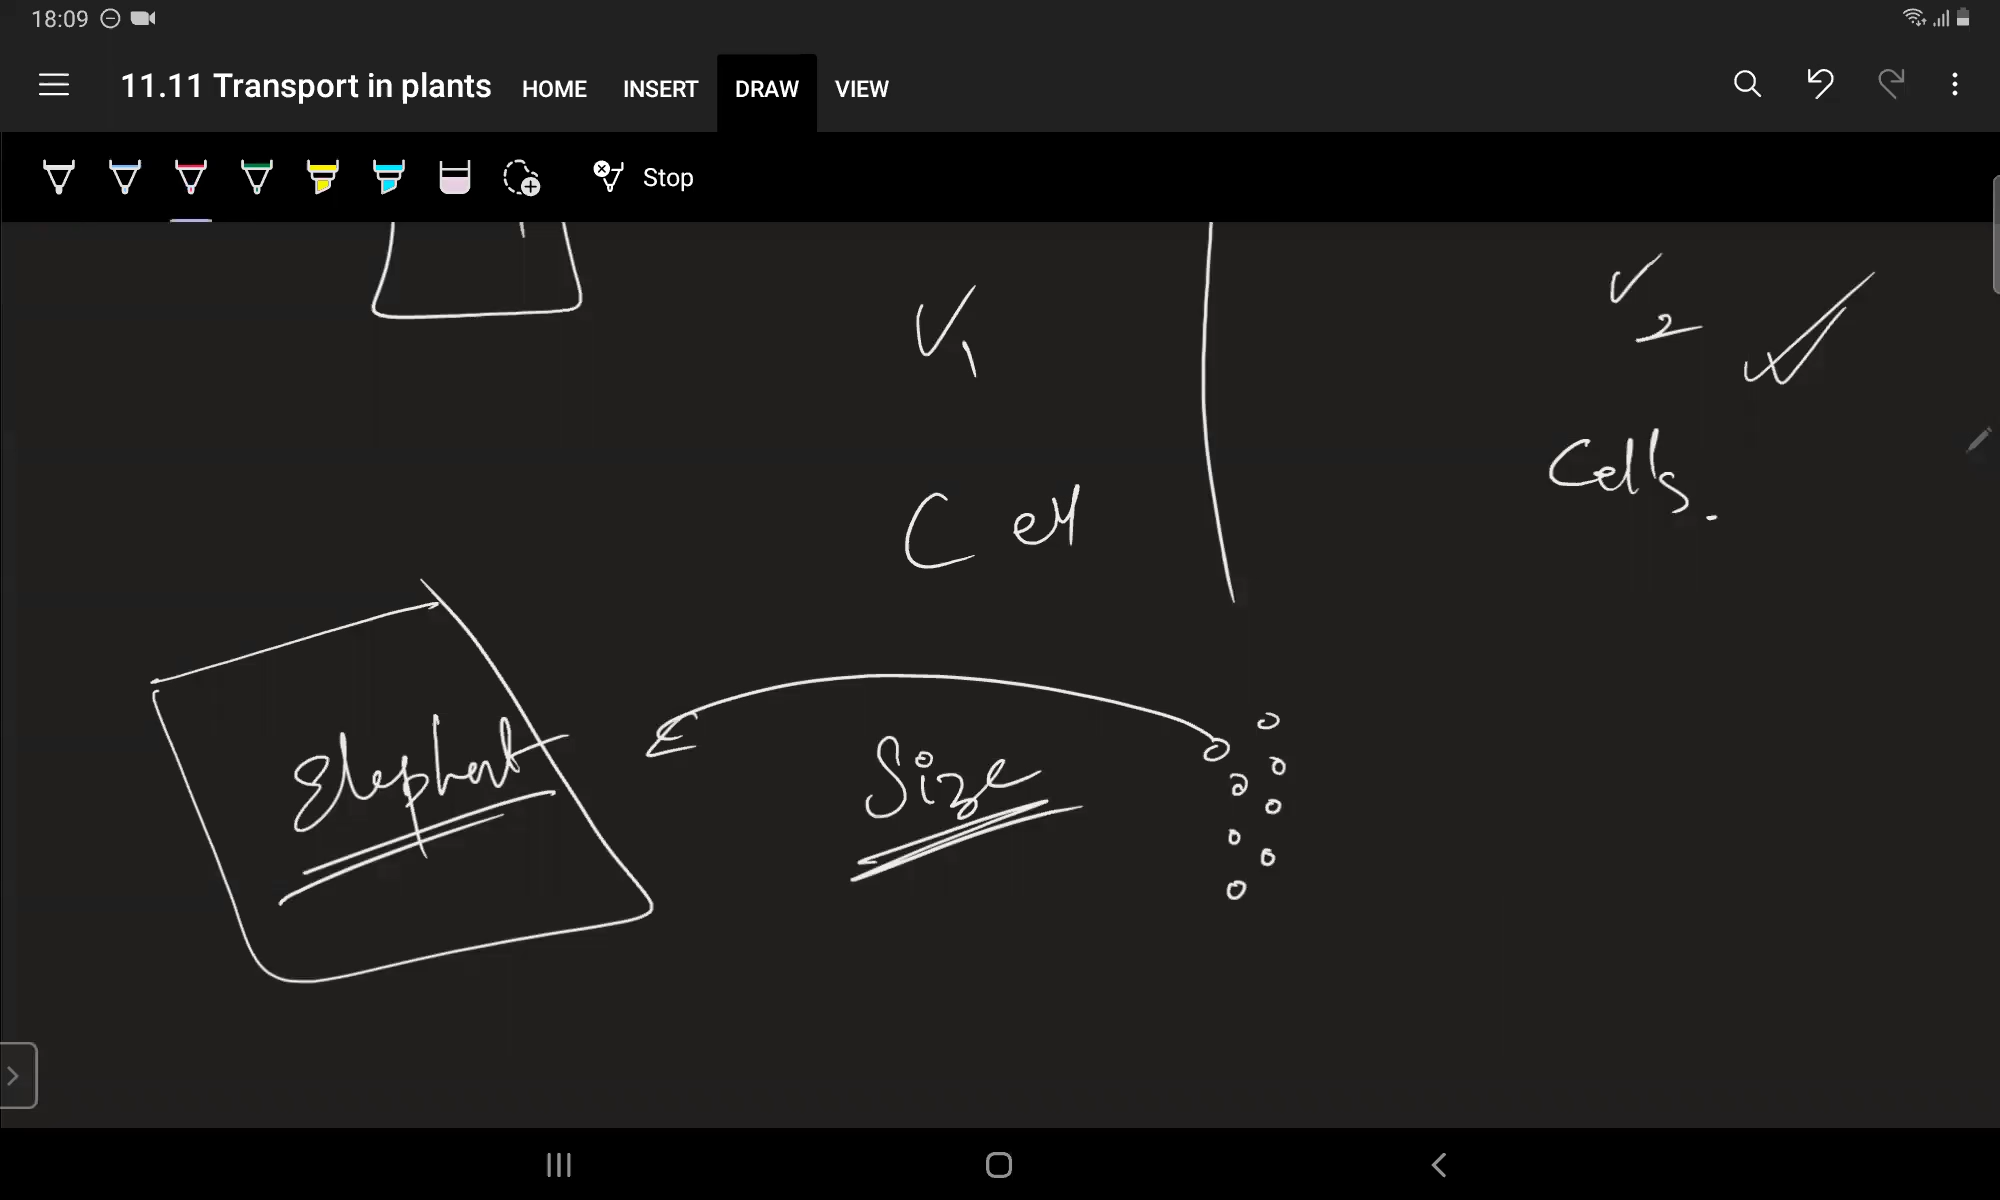 18:09
11.11 Transport in plants HOME INSERT DRAW VIEW
Stop
V1
V2
Cells.
Cell
Elephant
Size